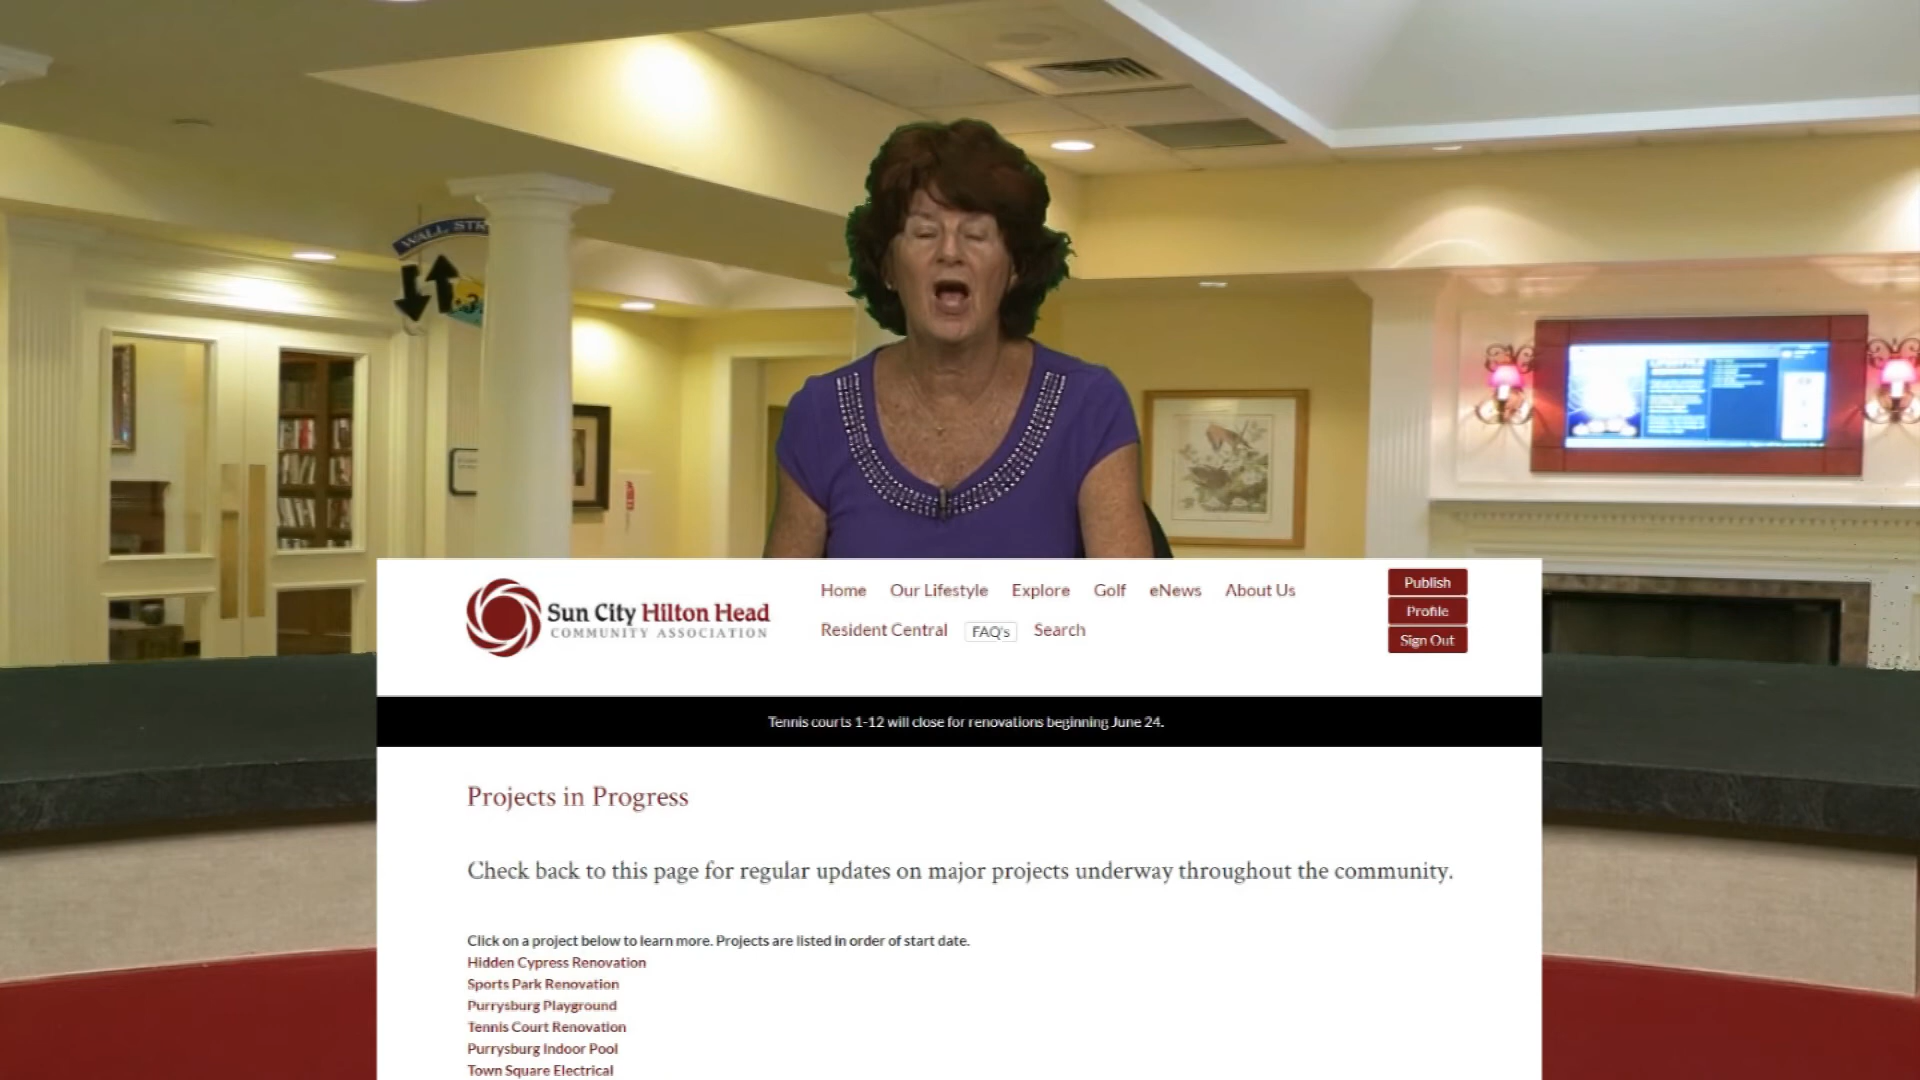 WALL STR
Sun City Hilton Head
COMMUNITY ASSOCIATION
Home Our Lifestyle Explore Golf eNews About Us
Resident Central FAQ's Search
Publish
Profile
Sign Out
Tennis courts 1-12 will close for renovations beginning June 24.
Projects in Progress
Check back to this page for regular updates on major projects underway throughout the community.
Click on a project below to learn more. Projects are listed in order of start date.
Hidden Cypress Renovation
Sports Park Renovation
Purrysburg Playground
Tennis Court Renovation
Purrysburg Indoor Pool
Town Square Electrical